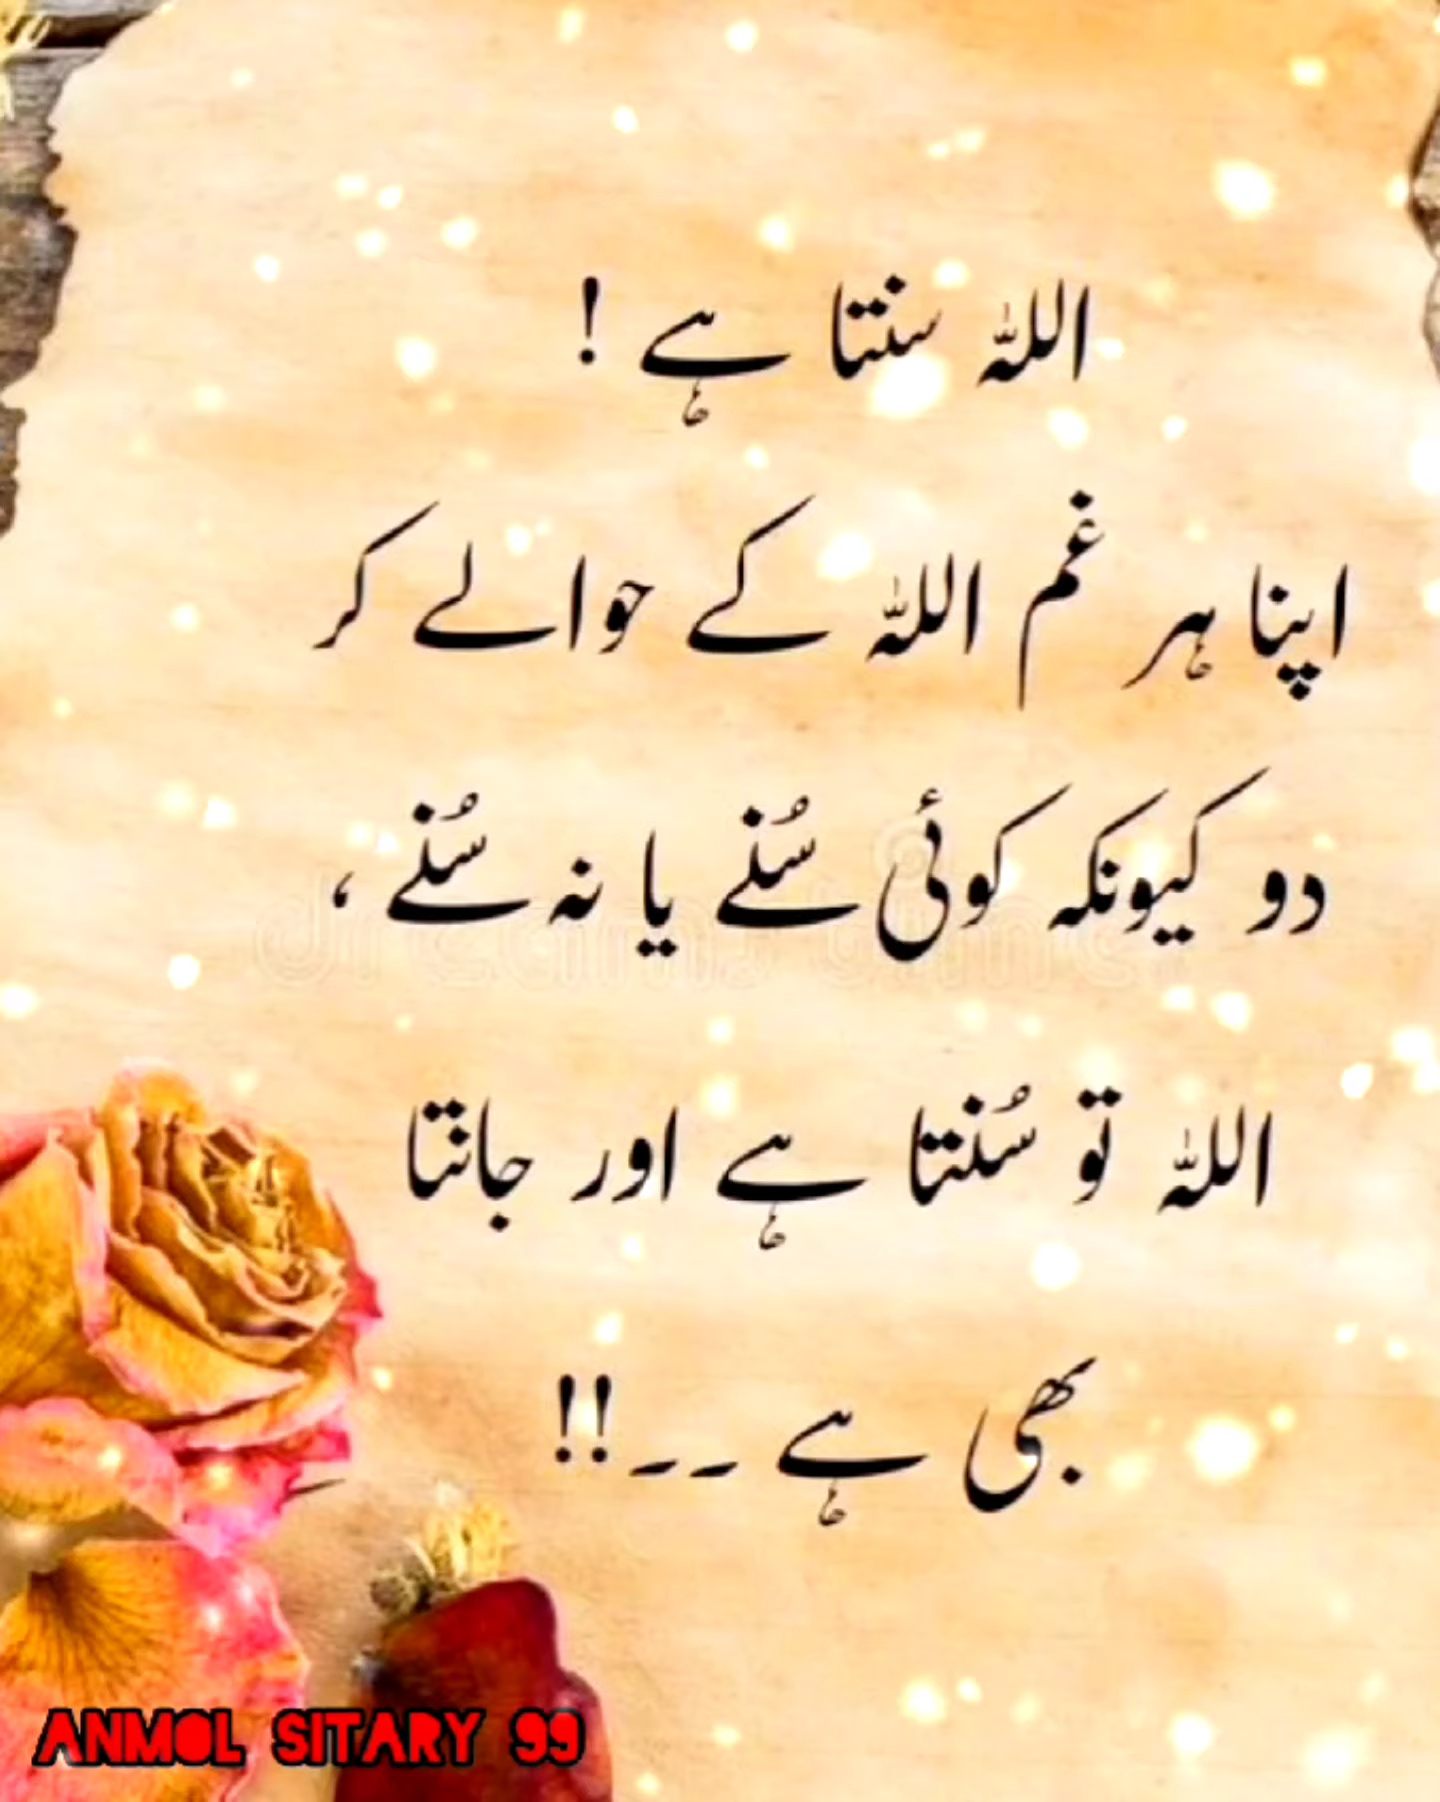 اللہ سنتا ہے !
اپنا ہر غم اللہ کے حوالے کر
دو کیونکہ کوئی سُنے یا نہ سُنے ،
اللہ تو سُنتا ہے اور جانتا
بھی ہے ۔۔!!
ANMOL SITARY 99